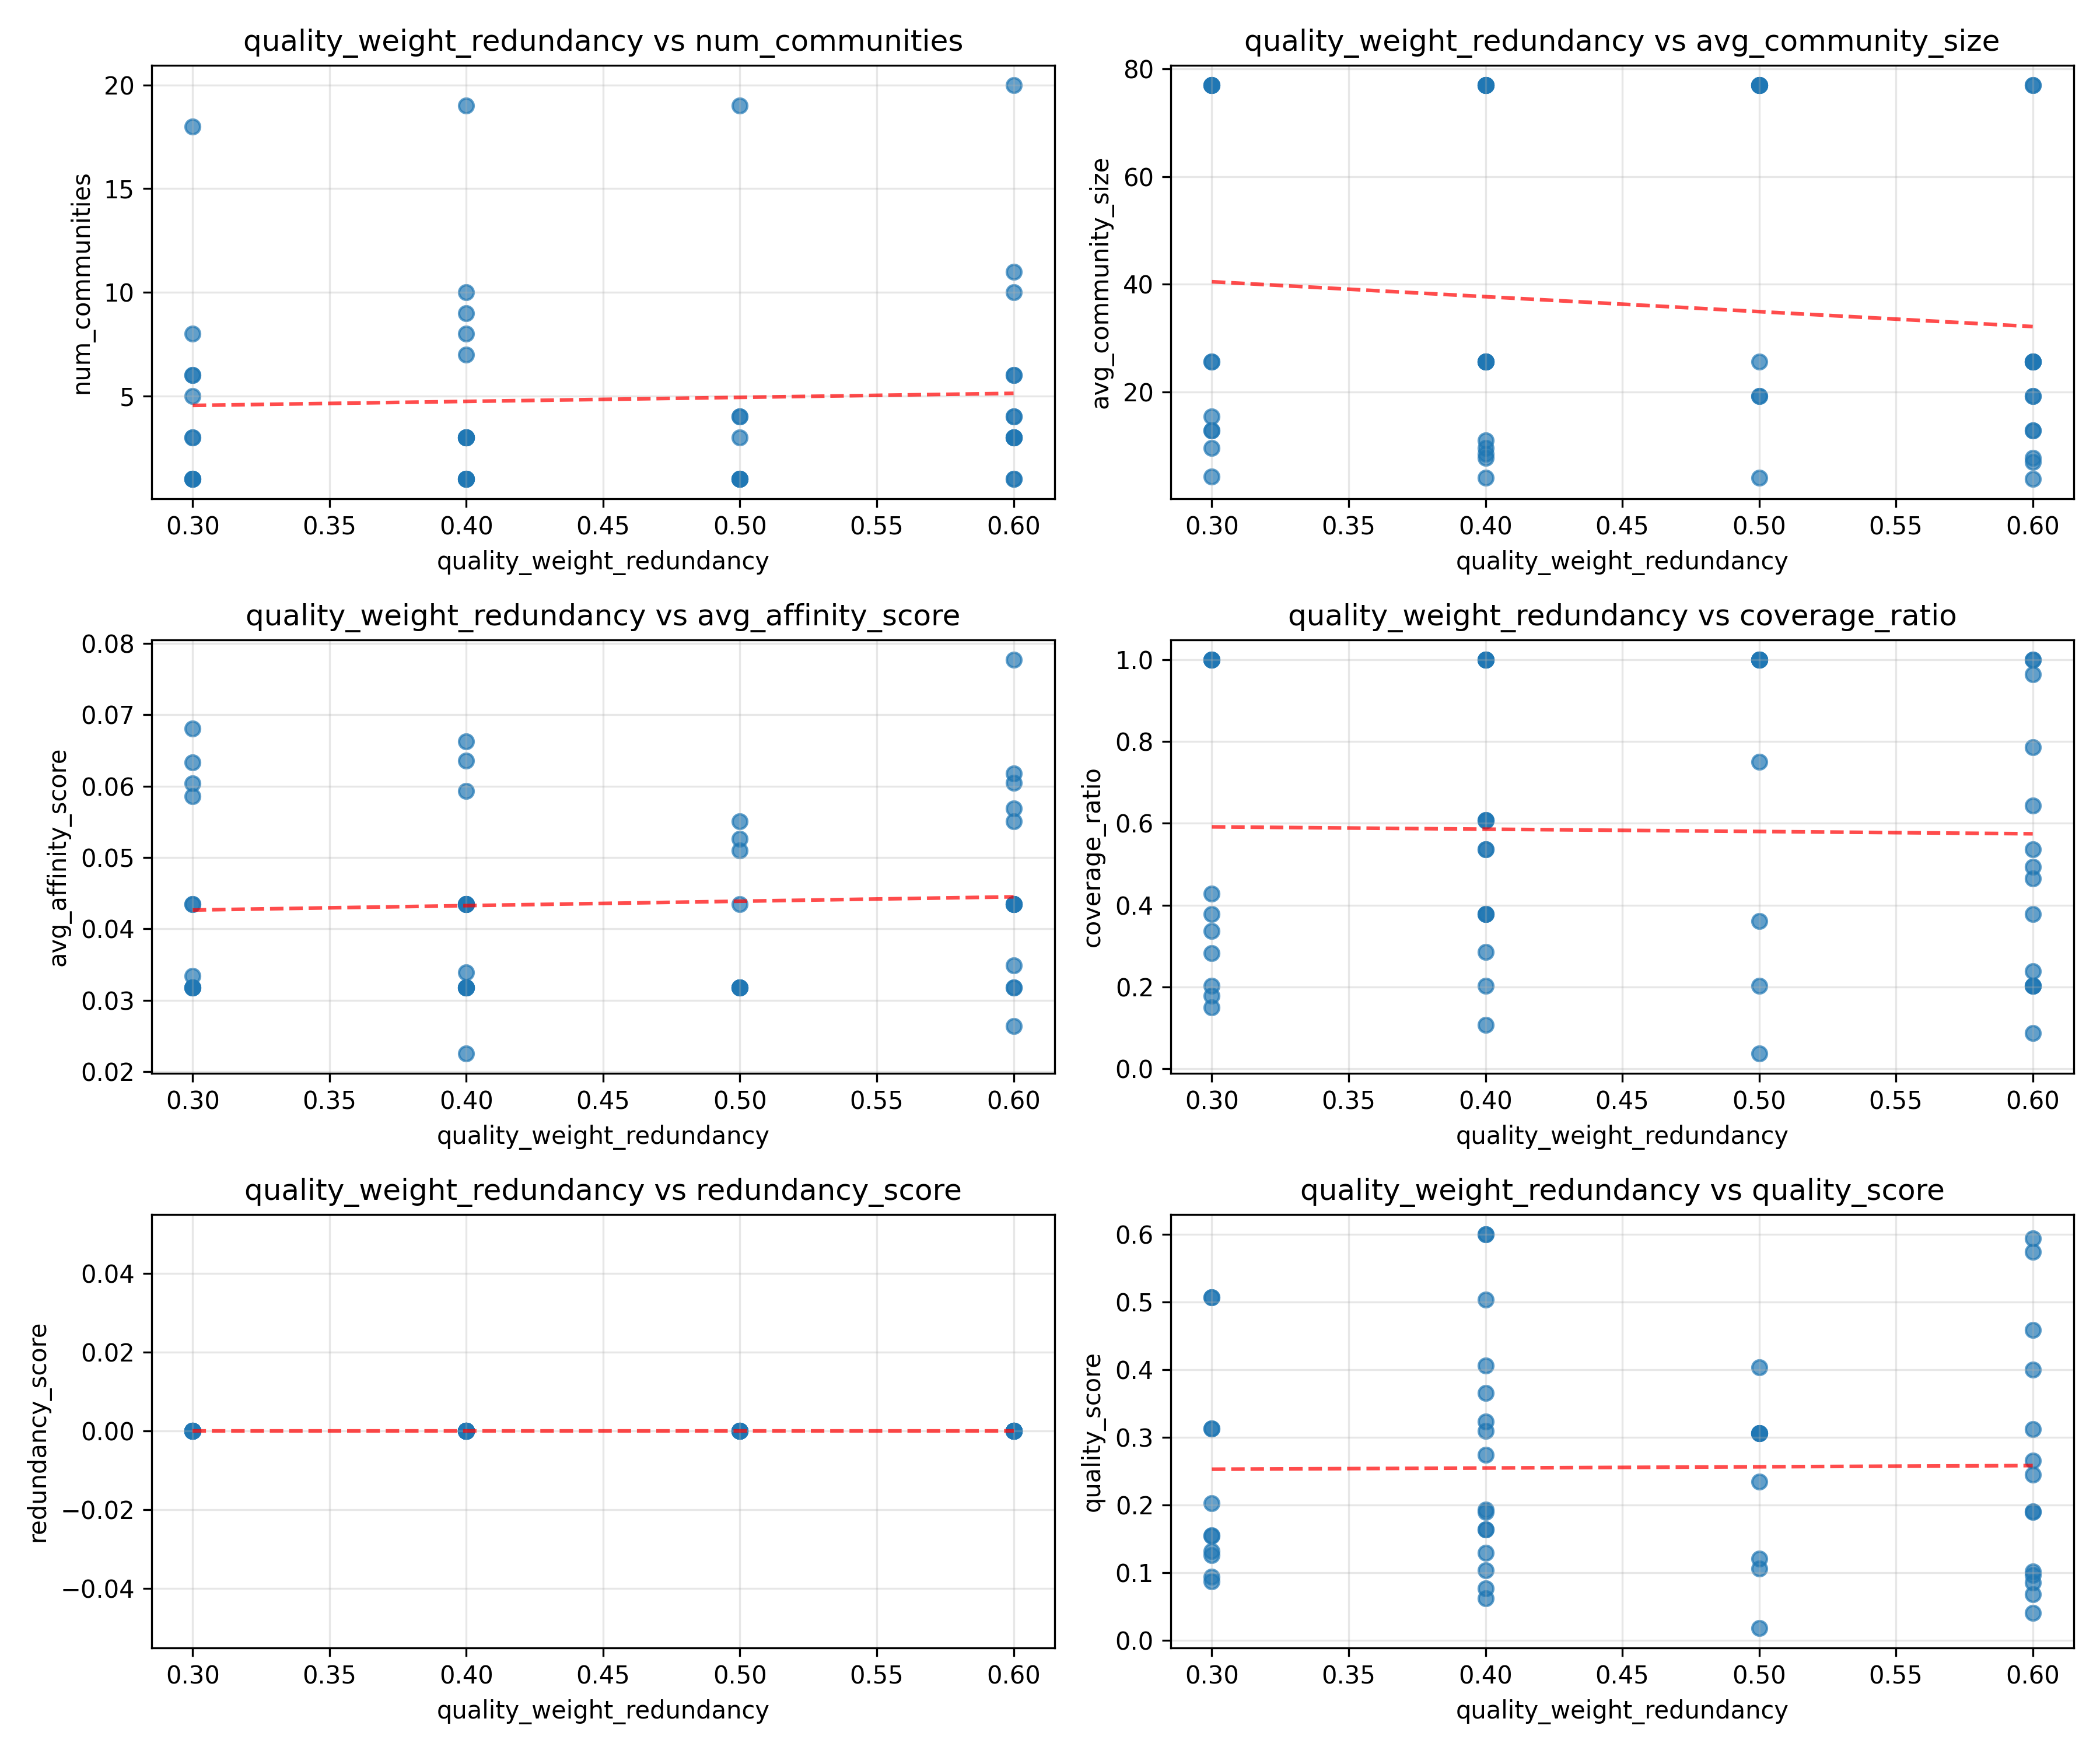 quality_weight_redundancy vs num_communities
num_communities
20
15
10
5
0.30 0.35 0.40 0.45 0.50 0.55 0.60
quality_weight_redundancy
quality_weight_redundancy vs avg_community_size
avg_community_size
80
60
40
20
0.30 0.35 0.40 0.45 0.50 0.55 0.60
quality_weight_redundancy
quality_weight_redundancy vs avg_affinity_score
avg_affinity_score
0.08
0.07
0.06
0.05
0.04
0.03
0.02
0.30 0.35 0.40 0.45 0.50 0.55 0.60
quality_weight_redundancy
quality_weight_redundancy vs coverage_ratio
coverage_ratio
1.0
0.8
0.6
0.4
0.2
0.0
0.30 0.35 0.40 0.45 0.50 0.55 0.60
quality_weight_redundancy
quality_weight_redundancy vs redundancy_score
redundancy_score
0.04
0.02
0.00
−0.02
−0.04
0.30 0.35 0.40 0.45 0.50 0.55 0.60
quality_weight_redundancy
quality_weight_redundancy vs quality_score
quality_score
0.6
0.5
0.4
0.3
0.2
0.1
0.0
0.30 0.35 0.40 0.45 0.50 0.55 0.60
quality_weight_redundancy